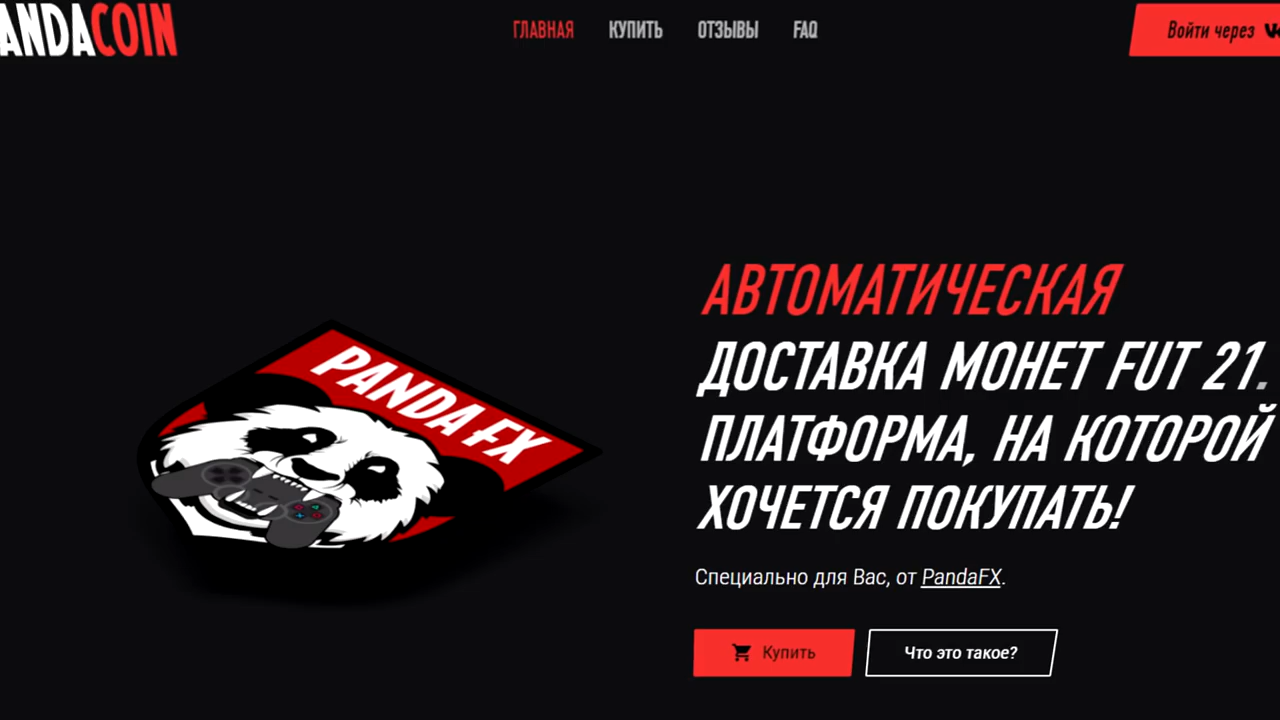 ANDACOIN
ГЛАВНАЯ КУПИТЬ ОТЗЫВЫ FAQ
Войти через
АВТОМАТИЧЕСКАЯ
ДОСТАВКА МОНЕТ FUT 21.
ПЛАТФОРМА, НА КОТОРОЙ
ХОЧЕТСЯ ПОКУПАТЬ!
PANDA FX
Специально для Вас, от PandaFX.
Купить
Что это такое?